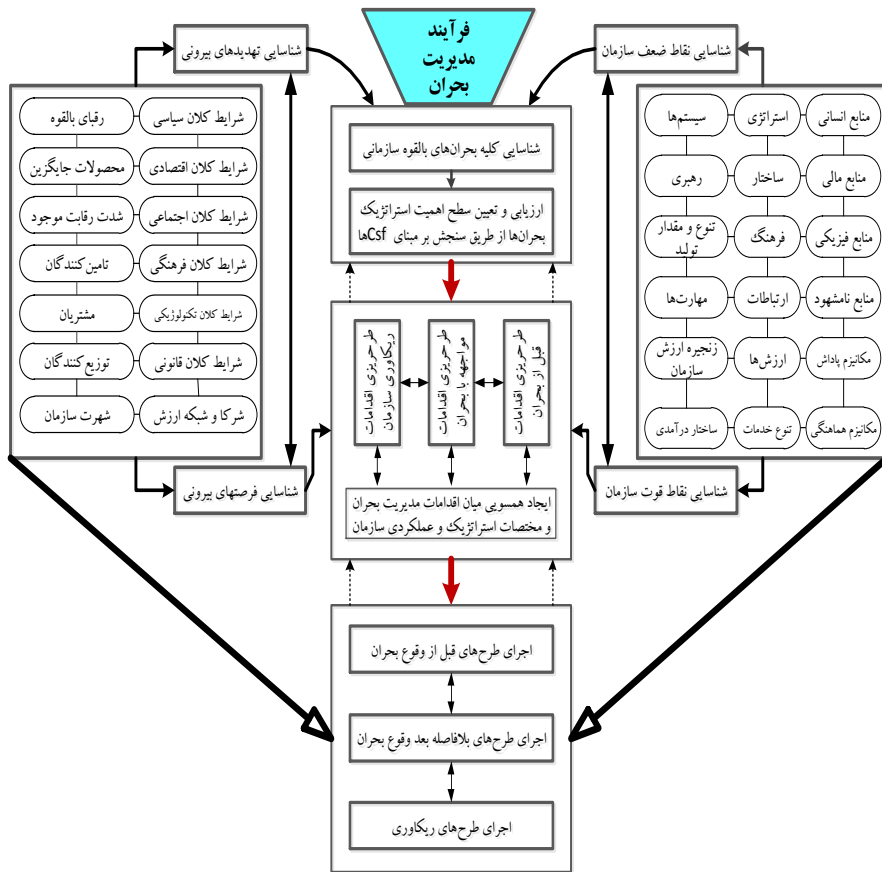 فرآیند
مدیریت
بحران
شناسایی نقاط ضعف سازمان
شناسایی تهدیدهای بیرونی
منابع انسانی
استراتژی
سیستم‌ها
منابع مالی
ساختار
رهبری
منابع فیزیکی
فرهنگ
تنوع و مقدار
تولید
منابع نامشهود
ارتباطات
مهارت‌ها
مکانیزم پاداش
ارزش‌ها
زنجیره ارزش
سازمان
مکانیزم هماهنگی
تنوع خدمات
ساختار درآمدی
شناسایی نقاط قوت سازمان
شناسایی کلیه بحران‌های بالقوه سازمانی
ارزیابی و تعیین سطح اهمیت استراتژیک
بحران‌ها از طریق سنجش بر مبنای Csfها
طرحریزی اقدامات
قبل از بحران
طرحریزی اقدامات
مواجهه با بحران
طرحریزی اقدامات
ریکاوری سازمان
ایجاد همسویی میان اقدامات مدیریت بحران
و مختصات استراتژیک و عملکردی سازمان
اجرای طرح‌های قبل از وقوع بحران
اجرای طرح‌های بلافاصله بعد وقوع بحران
اجرای طرح‌های ریکاوری
شرایط کلان سیاسی
رقبای بالقوه
شرایط کلان اقتصادی
محصولات جایگزین
شرایط کلان اجتماعی
شدت رقابت موجود
شرایط کلان فرهنگی
تامین‌کنندگان
شرایط کلان تکنولوژیکی
مشتریان
شرایط کلان قانونی
توزیع‌کنندگان
شرکا و شبکه ارزش
شهرت سازمان
شناسایی فرصتهای بیرونی